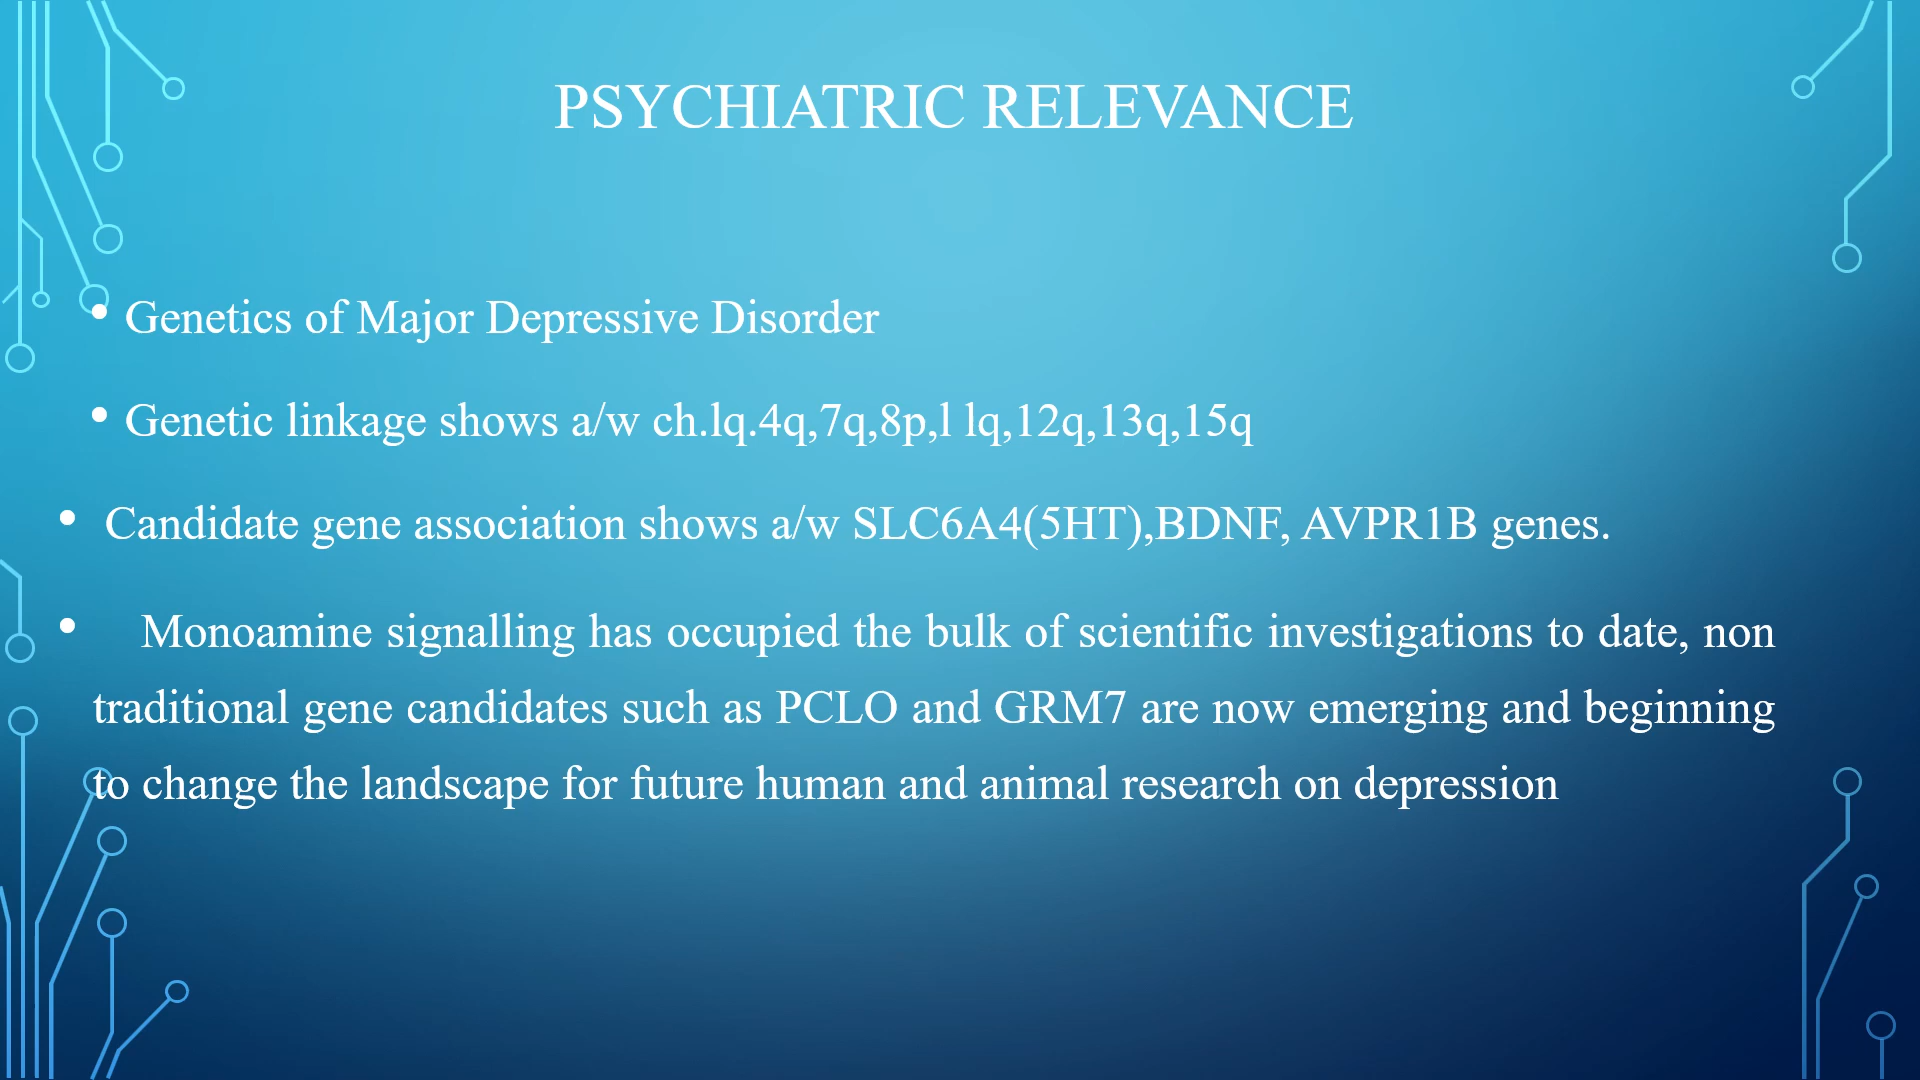 PSYCHIATRIC RELEVANCE
• Genetics of Major Depressive Disorder
• Genetic linkage shows a/w ch.lq.4q,7q,8p,l lq,12q,13q,15q
• Candidate gene association shows a/w SLC6A4(5HT),BDNF, AVPR1B genes.
• Monoamine signalling has occupied the bulk of scientific investigations to date, non
traditional gene candidates such as PCLO and GRM7 are now emerging and beginning
to change the landscape for future human and animal research on depression